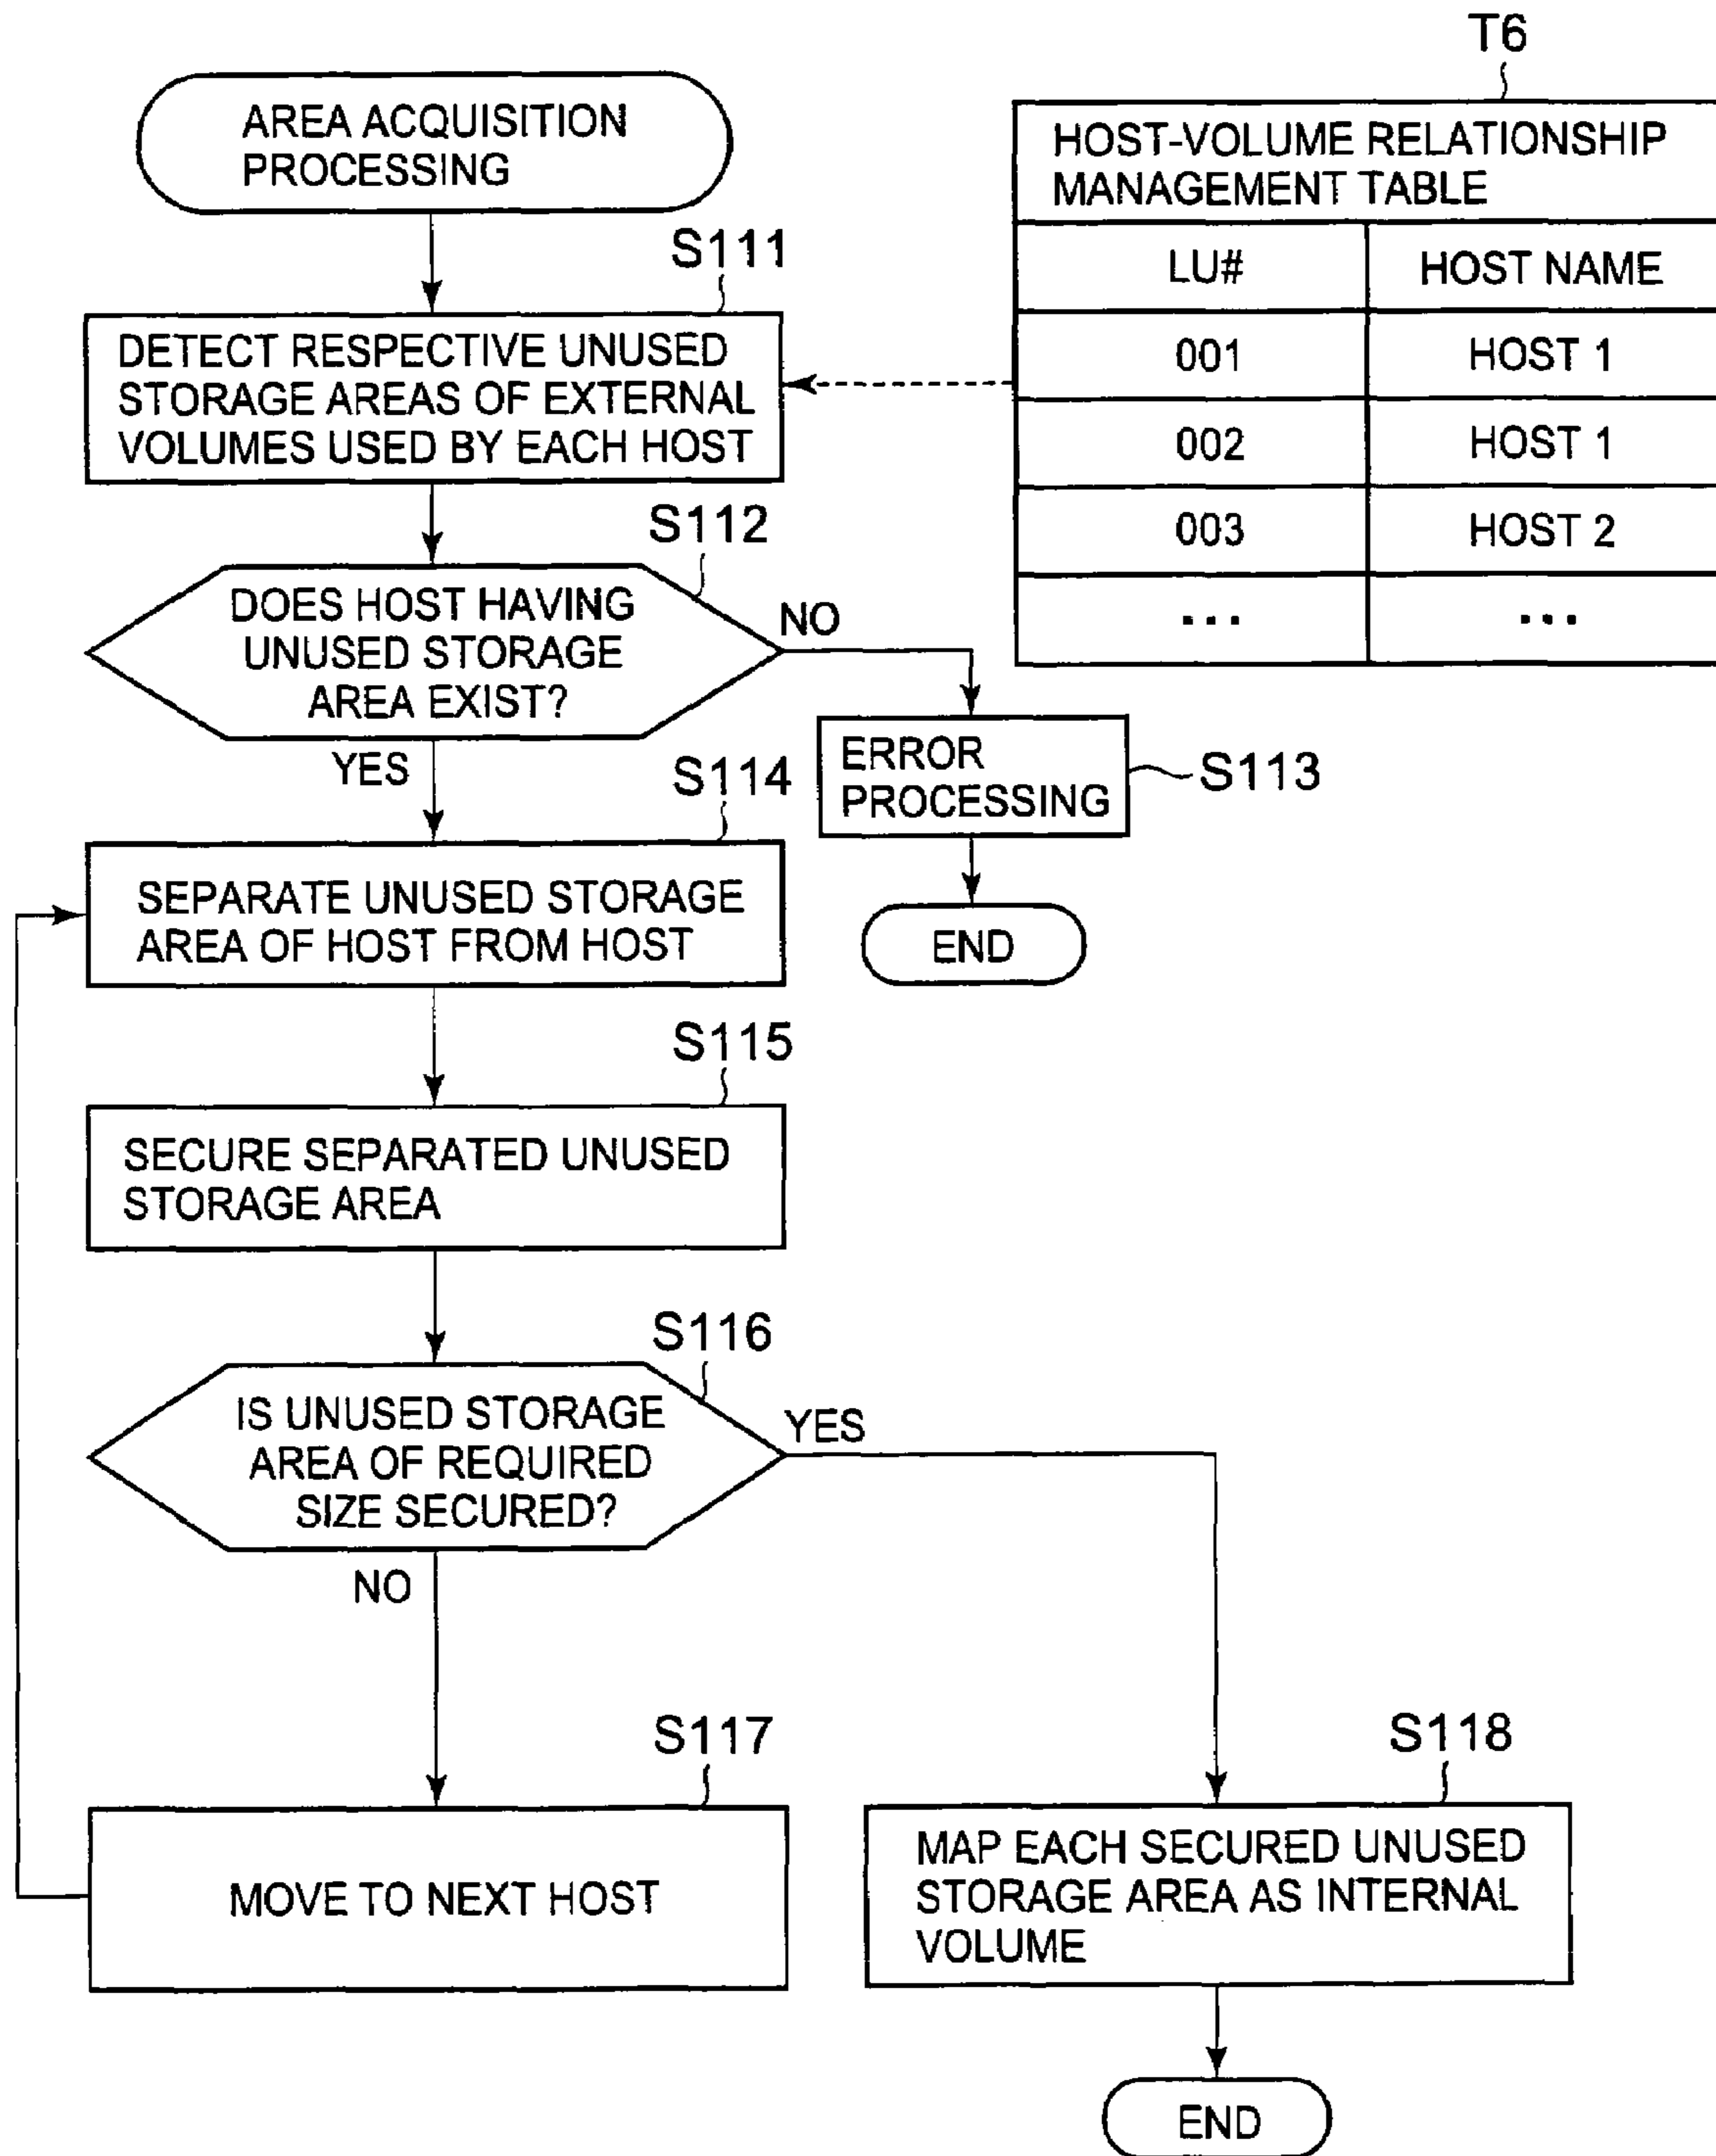 T6
AREA ACQUISITION
PROCESSING
HOST-VOLUME RELATIONSHIP
MANAGEMENT TABLE
LU# HOST NAME
001 HOST 1
002 HOST 1
003 HOST 2
... ...
S111
DETECT RESPECTIVE UNUSED
STORAGE AREAS OF EXTERNAL
VOLUMES USED BY EACH HOST
S112
DOES HOST HAVING
UNUSED STORAGE
AREA EXIST?
NO
YES
ERROR
PROCESSING
S113
END
S114
SEPARATE UNUSED STORAGE
AREA OF HOST FROM HOST
S115
SECURE SEPARATED UNUSED
STORAGE AREA
S116
IS UNUSED STORAGE
AREA OF REQUIRED
SIZE SECURED?
YES
NO
S117
MOVE TO NEXT HOST
S118
MAP EACH SECURED UNUSED
STORAGE AREA AS INTERNAL
VOLUME
END